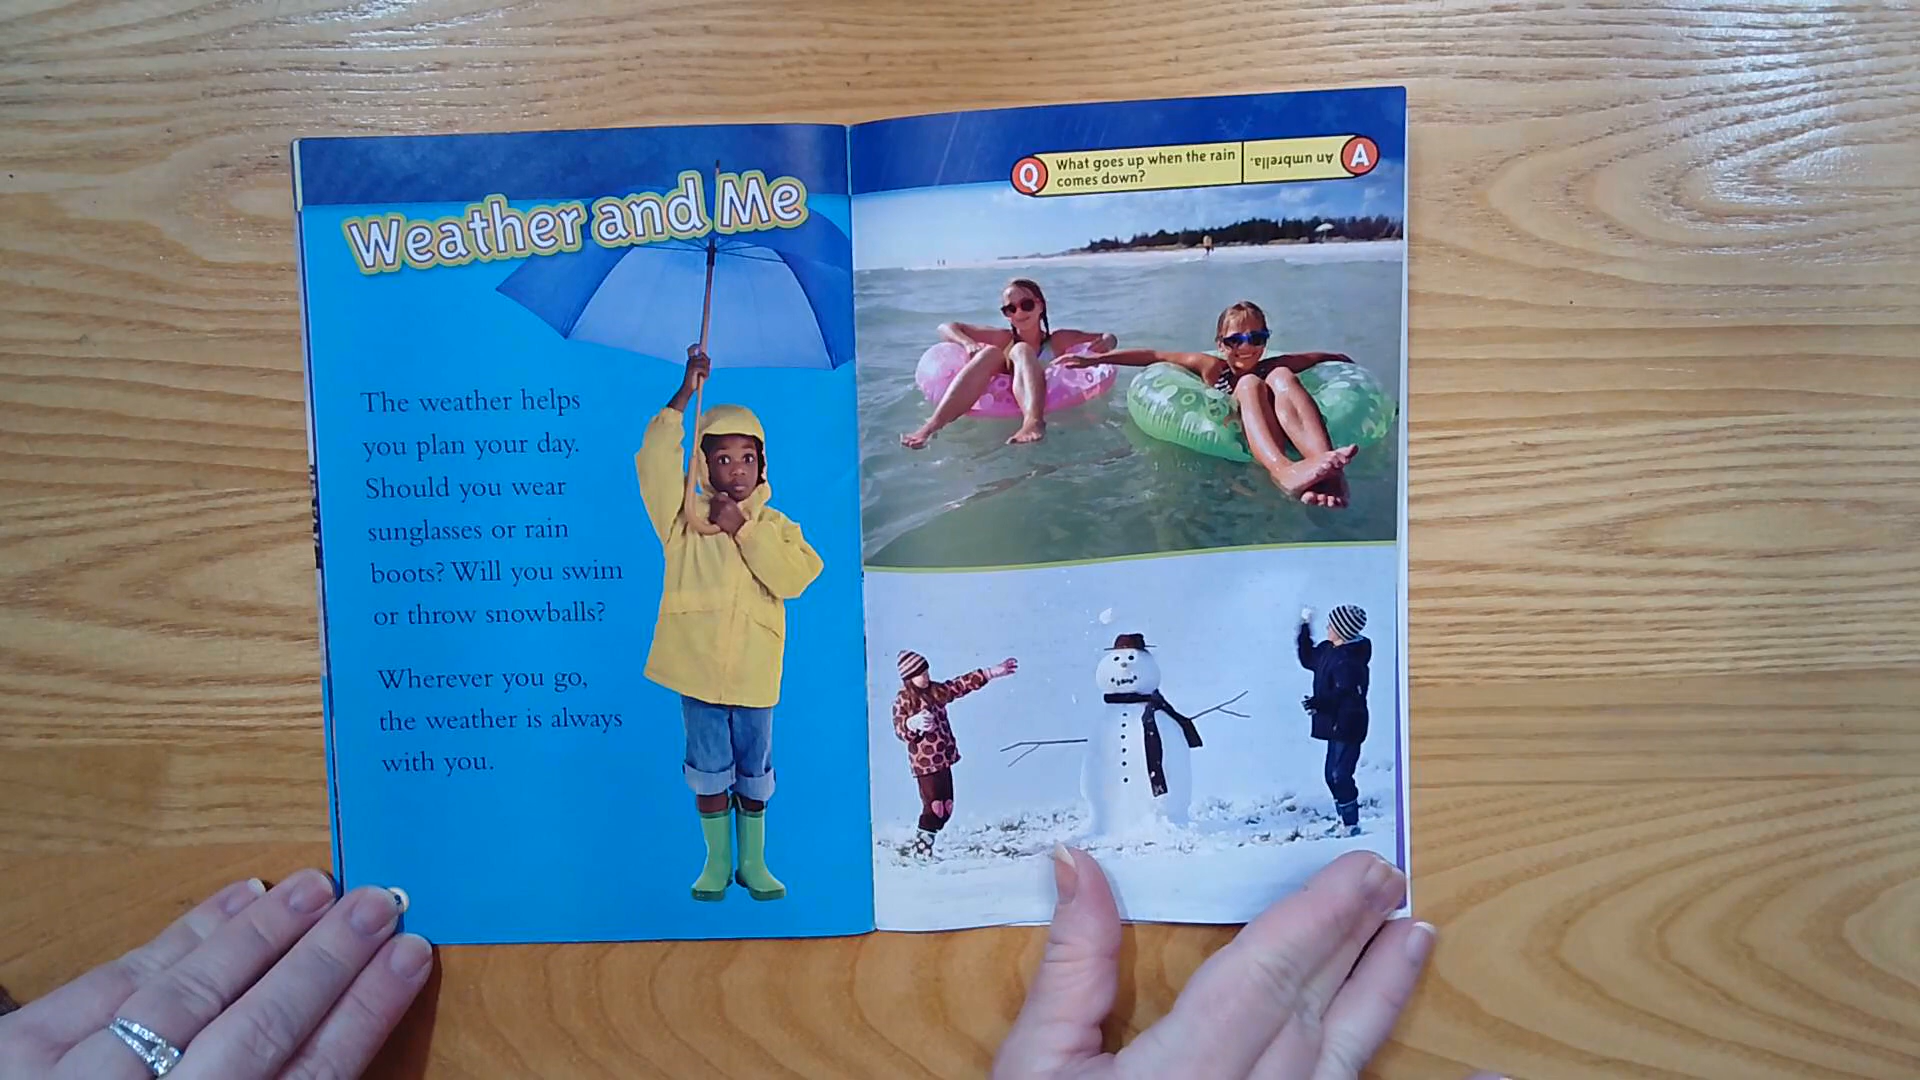 Weather and Me
The weather helps
you plan your day.
Should you wear
sunglasses or rain
boots? Will you swim
or throw snowballs?
Wherever you go,
the weather is always
with you.
Q
What goes up when the rain
comes down?
An umbrella.
A